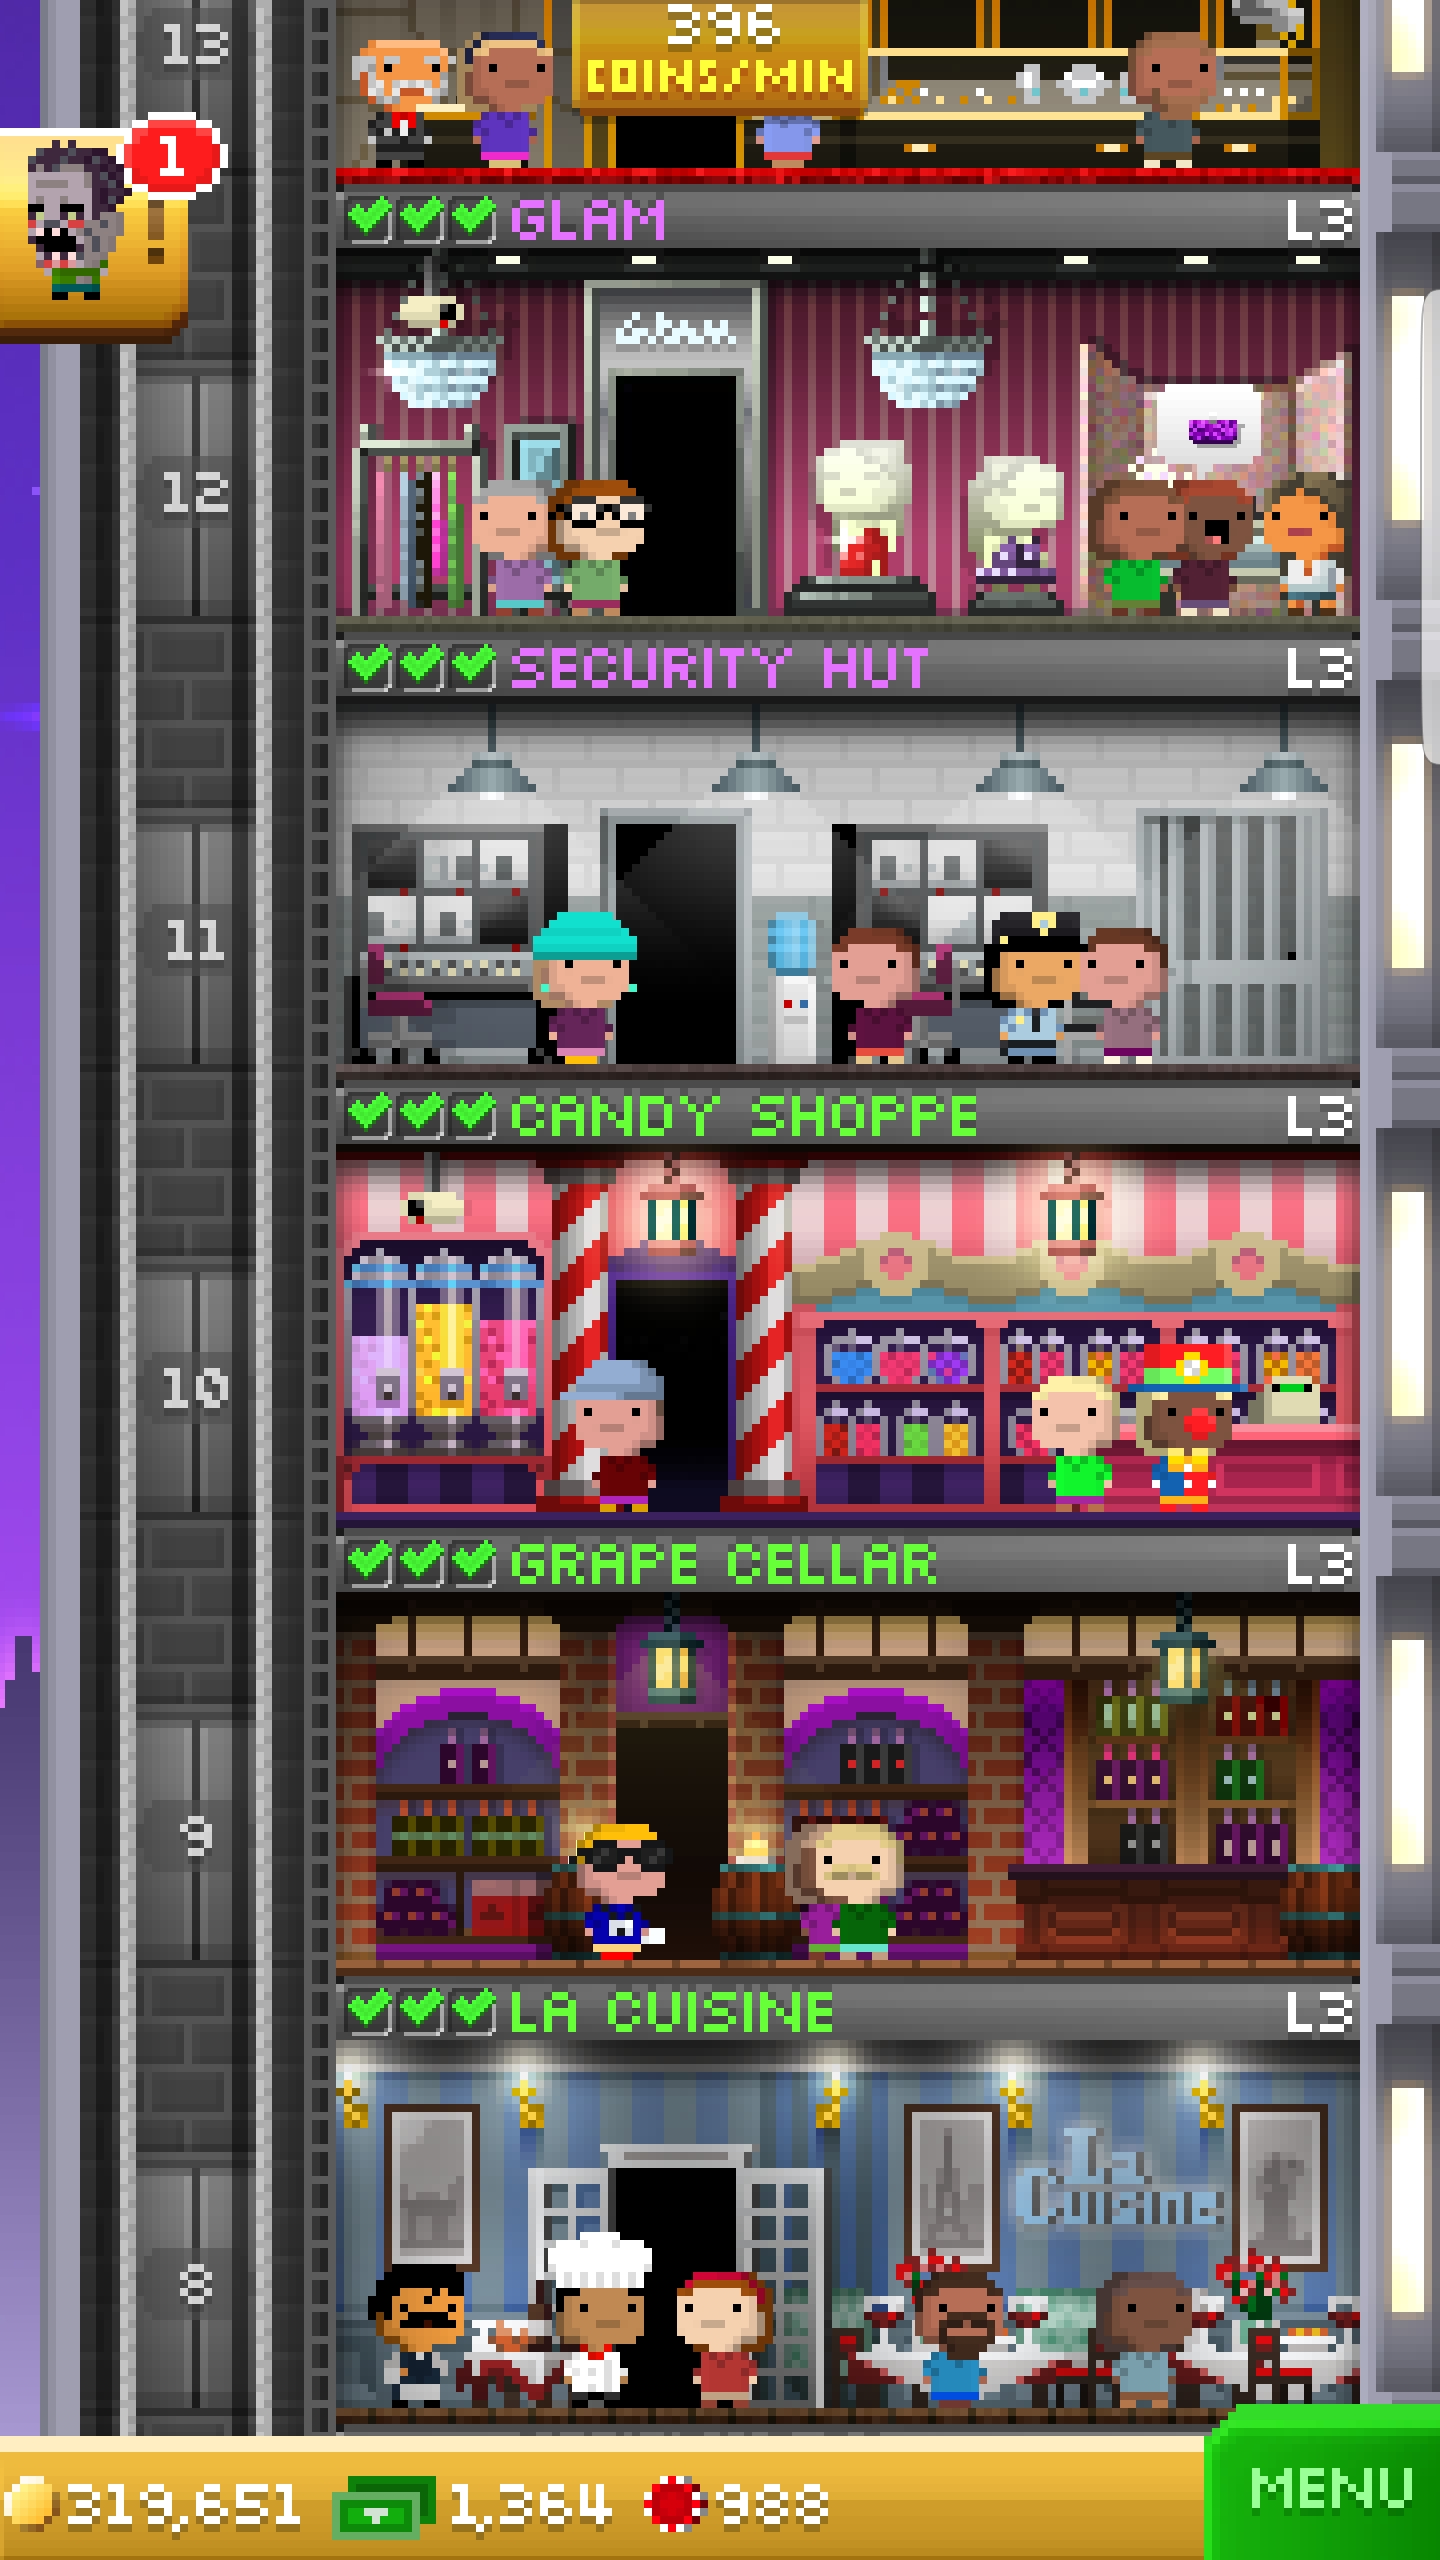 13
396
COINS/MIN
1
!
GLAM L3
Glam
12
SECURITY HUT L3
11
CANDY SHOPPE L3
10
GRAPE CELLAR L3
9
LA CUISINE L3
La
Cuisine
8
319,651 1,364 988
MENU